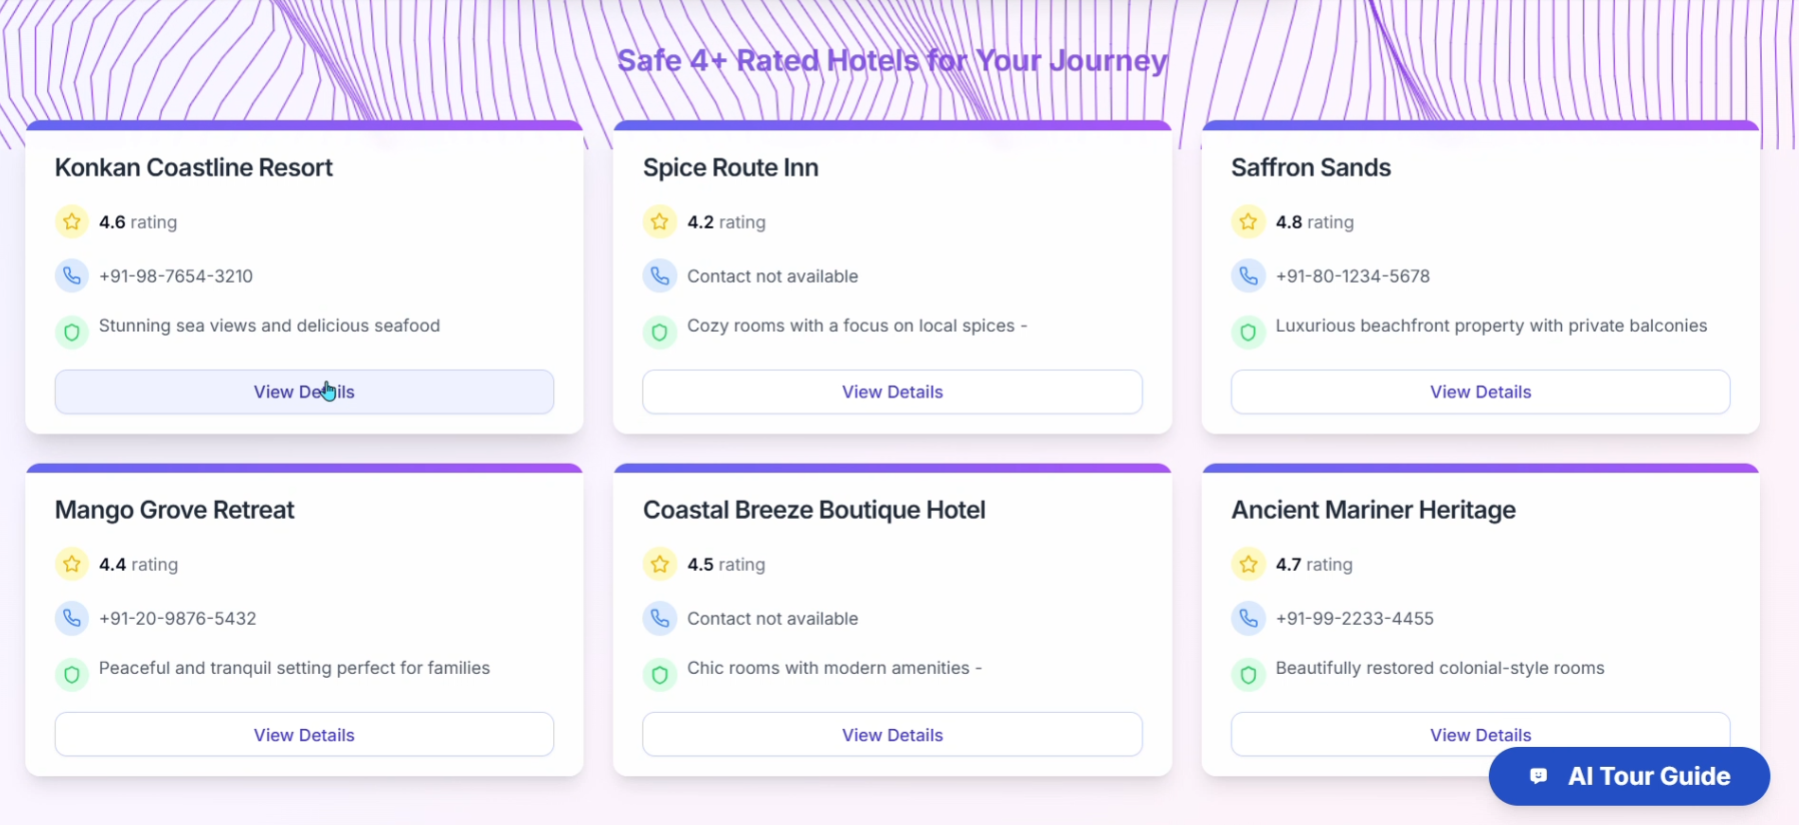 Safe 4+ Rated Hotels for Your Journey
Konkan Coastline Resort
4.6 rating
+91-98-7654-3210
Stunning sea views and delicious seafood
View Details
Spice Route Inn
4.2 rating
Contact not available
Cozy rooms with a focus on local spices -
View Details
Saffron Sands
4.8 rating
+91-80-1234-5678
Luxurious beachfront property with private balconies
View Details
Mango Grove Retreat
4.4 rating
+91-20-9876-5432
Peaceful and tranquil setting perfect for families
View Details
Coastal Breeze Boutique Hotel
4.5 rating
Contact not available
Chic rooms with modern amenities -
View Details
Ancient Mariner Heritage
4.7 rating
+91-99-2233-4455
Beautifully restored colonial-style rooms
View Details
AI Tour Guide